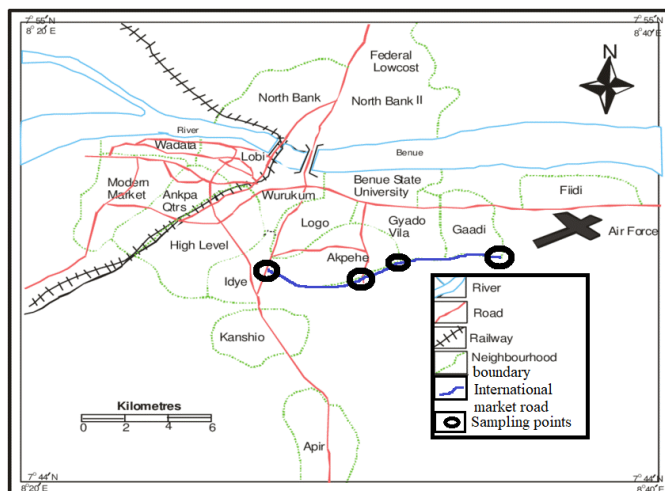 7°55'N
8°20'E
7°55'N
8°40'E
N
Federal
Lowcost
North Bank
North Bank II
River
Wadata
Lobi
Benue
Modern
Market
Ankpa
Qtrs
Wurukum
Benue State
University
Fiidi
High Level
Logo
Gyado
Vila
Gaadi
Air Force
Akpehe
Idye
Kanshio
Apir
River
Road
Railway
Neighbourhood
boundary
International
market road
Sampling points
Kilometres
0 2 4 6
7°44'N
8°20'E
7°44'N
8°40'E